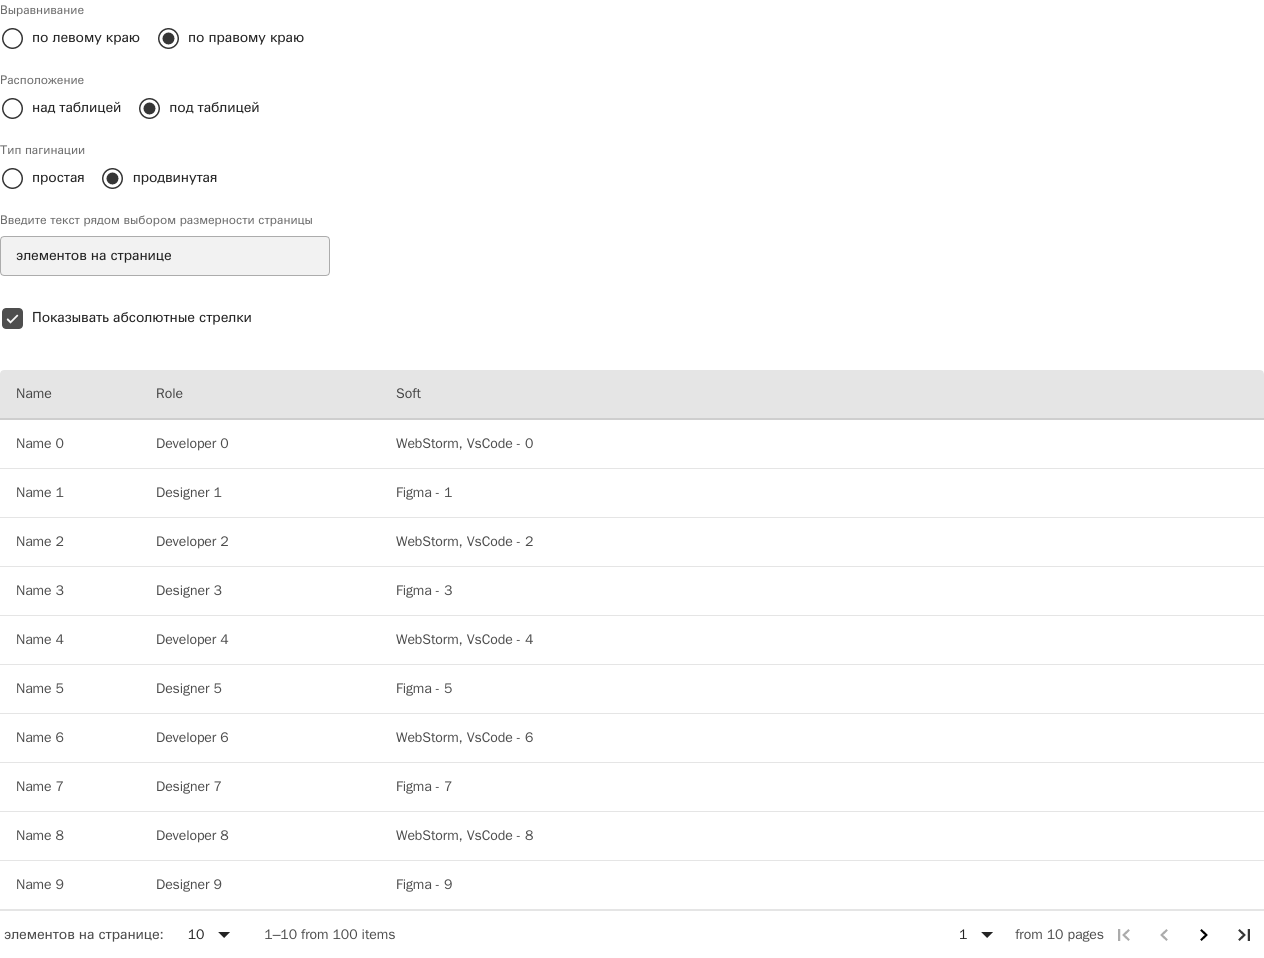 Выравнивание
по левому краю по правому краю
Расположение
над таблицей под таблицей
Тип пагинации
простая продвинутая
Введите текст рядом выбором размерности страницы
элементов на странице
Показывать абсолютные стрелки
Name Role Soft
Name 0 Developer 0 WebStorm, VsCode - 0
Name 1 Designer 1 Figma - 1
Name 2 Developer 2 WebStorm, VsCode - 2
Name 3 Designer 3 Figma - 3
Name 4 Developer 4 WebStorm, VsCode - 4
Name 5 Designer 5 Figma - 5
Name 6 Developer 6 WebStorm, VsCode - 6
Name 7 Designer 7 Figma - 7
Name 8 Developer 8 WebStorm, VsCode - 8
Name 9 Designer 9 Figma - 9
элементов на странице: 10 1–10 from 100 items 1 from 10 pages